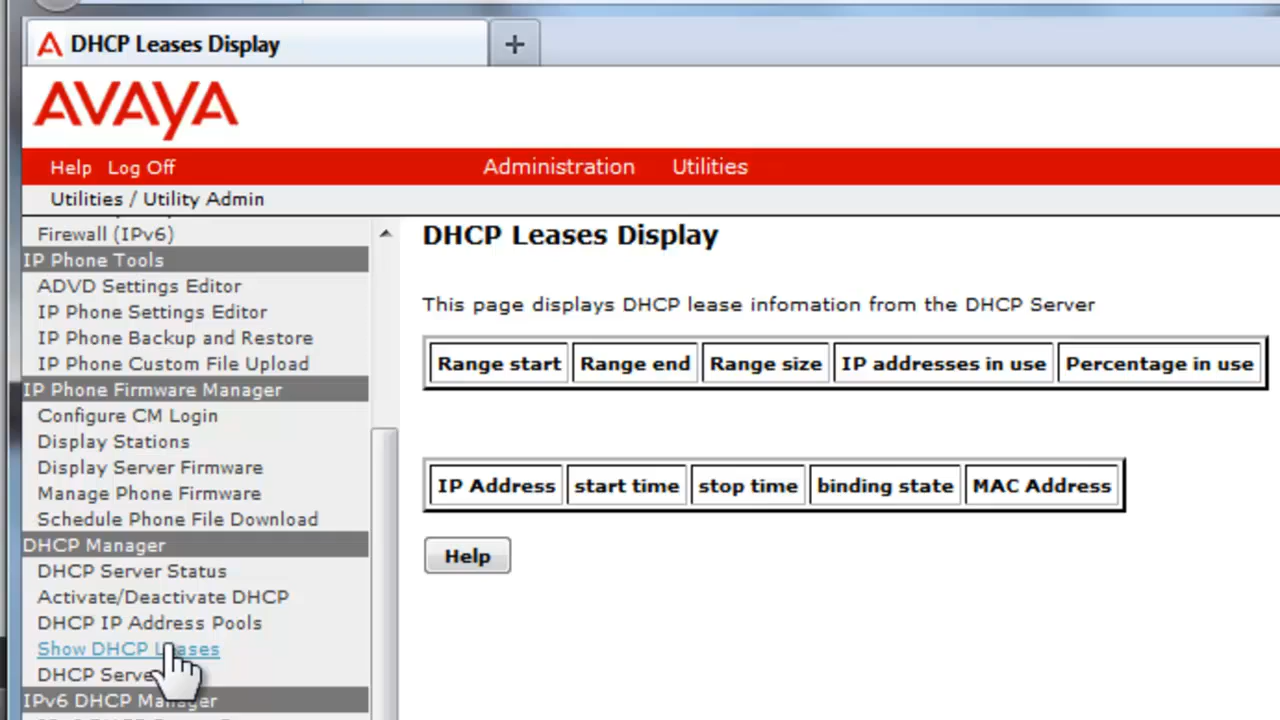 DHCP Leases Display
AVAYA
Help Log Off Administration Utilities
Utilities / Utility Admin
Firewall (IPv6)
IP Phone Tools
ADVD Settings Editor
IP Phone Settings Editor
IP Phone Backup and Restore
IP Phone Custom File Upload
IP Phone Firmware Manager
Configure CM Login
Display Stations
Display Server Firmware
Manage Phone Firmware
Schedule Phone File Download
DHCP Manager
DHCP Server Status
Activate/Deactivate DHCP
DHCP IP Address Pools
Show DHCP Leases
DHCP
IPv6 DHCP Manager
DHCP Leases Display
This page displays DHCP lease infomation from the DHCP Server
Range start Range end Range size IP addresses in use Percentage in use
IP Address start time stop time binding state MAC Address
Help